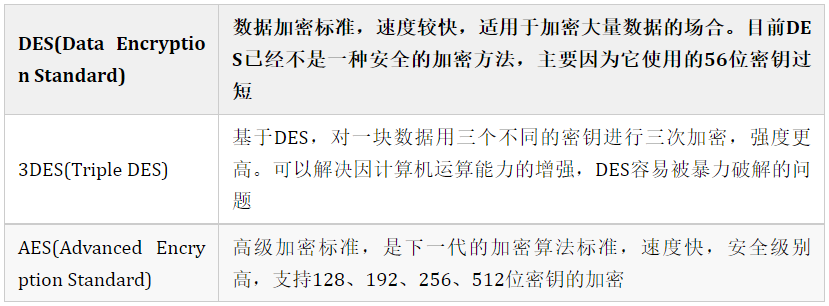 DES(Data Encryptio
n Standard)
数据加密标准，速度较快，适用于加密大量数据的场合。目前DE
S已经不是一种安全的加密方法，主要因为它使用的56位密钥过
短
3DES(Triple DES)
基于DES，对一块数据用三个不同的密钥进行三次加密，强度更
高。可以解决因计算机运算能力的增强，DES容易被暴力破解的问
题
AES(Advanced Encry
ption Standard)
高级加密标准，是下一代的加密算法标准，速度快，安全级别
高，支持128、192、256、512位密钥的加密